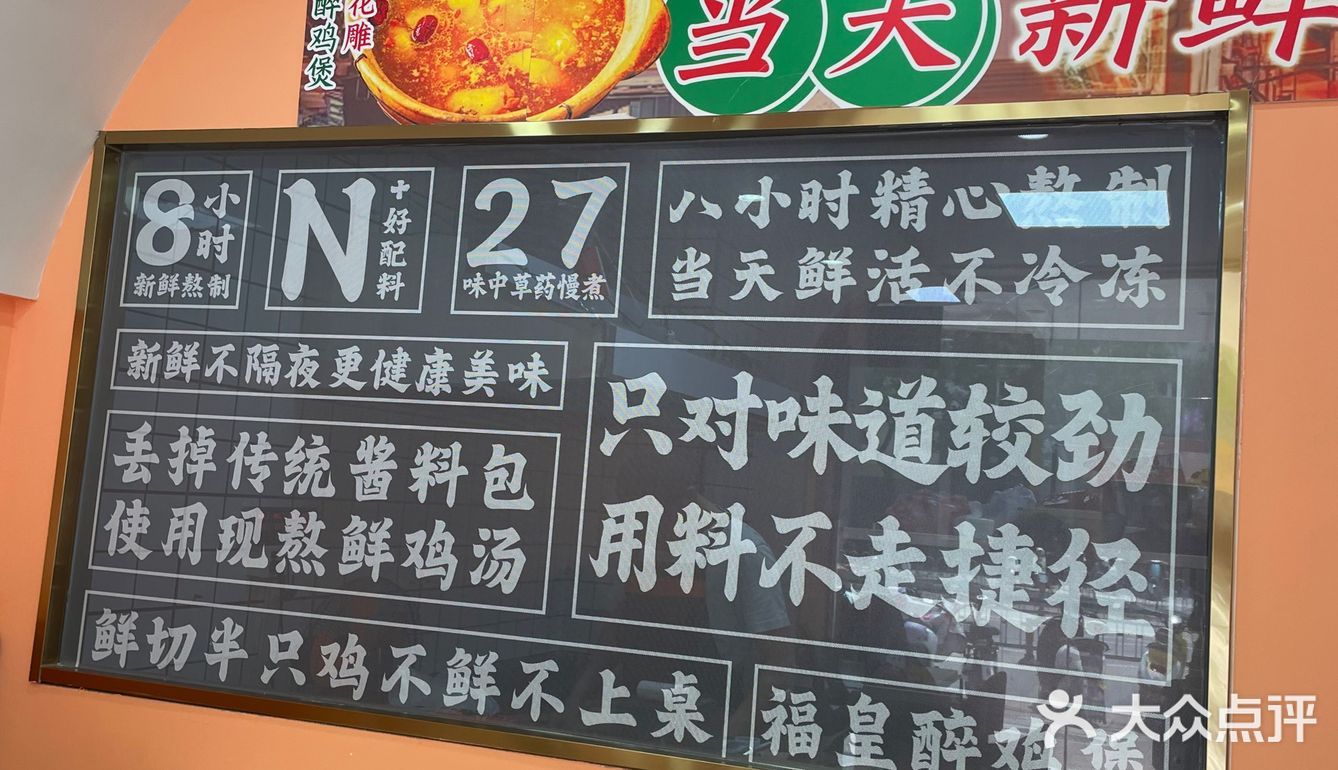 花雕
醉鸡煲
当天新鲜
8小时
新鲜熬制
N+好配料
27
味中草药慢煮
八小时精心熬制
当天鲜活不冷冻
新鲜不隔夜更健康美味
只对味道较劲
用料不走捷径
丢掉传统酱料包
使用现熬鲜鸡汤
鲜切半只鸡不鲜不上桌
福皇醉鸡煲
大众点评